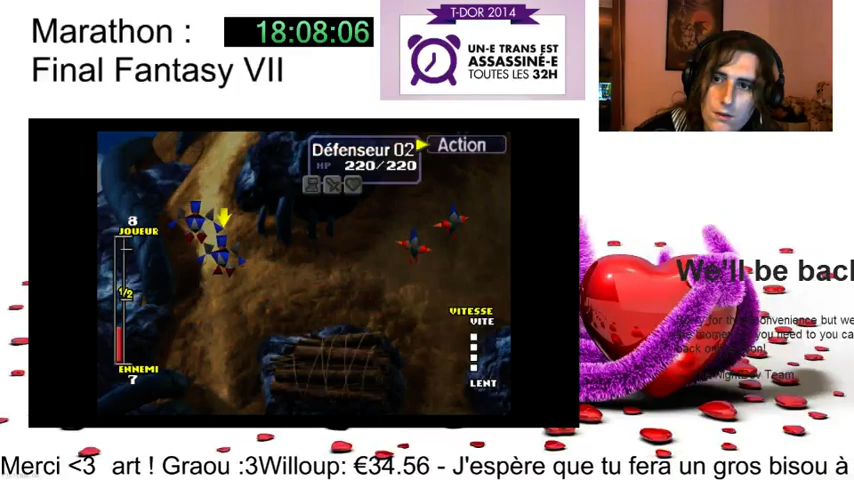 Marathon :
Final Fantasy VII
18:08:06
T-DOR 2014
UN-E TRANS EST
ASSASSINÉ-E
TOUTES LES 32H
Défenseur 02
HP 220/220
Action
8
JOUEUR
1/2
ENNEMI
7
VITESSE
VITE
LENT
We'll be back
Merci <3 art ! Graou :3Willoup: €34.56 - J'espère que tu fera un gros bisou à